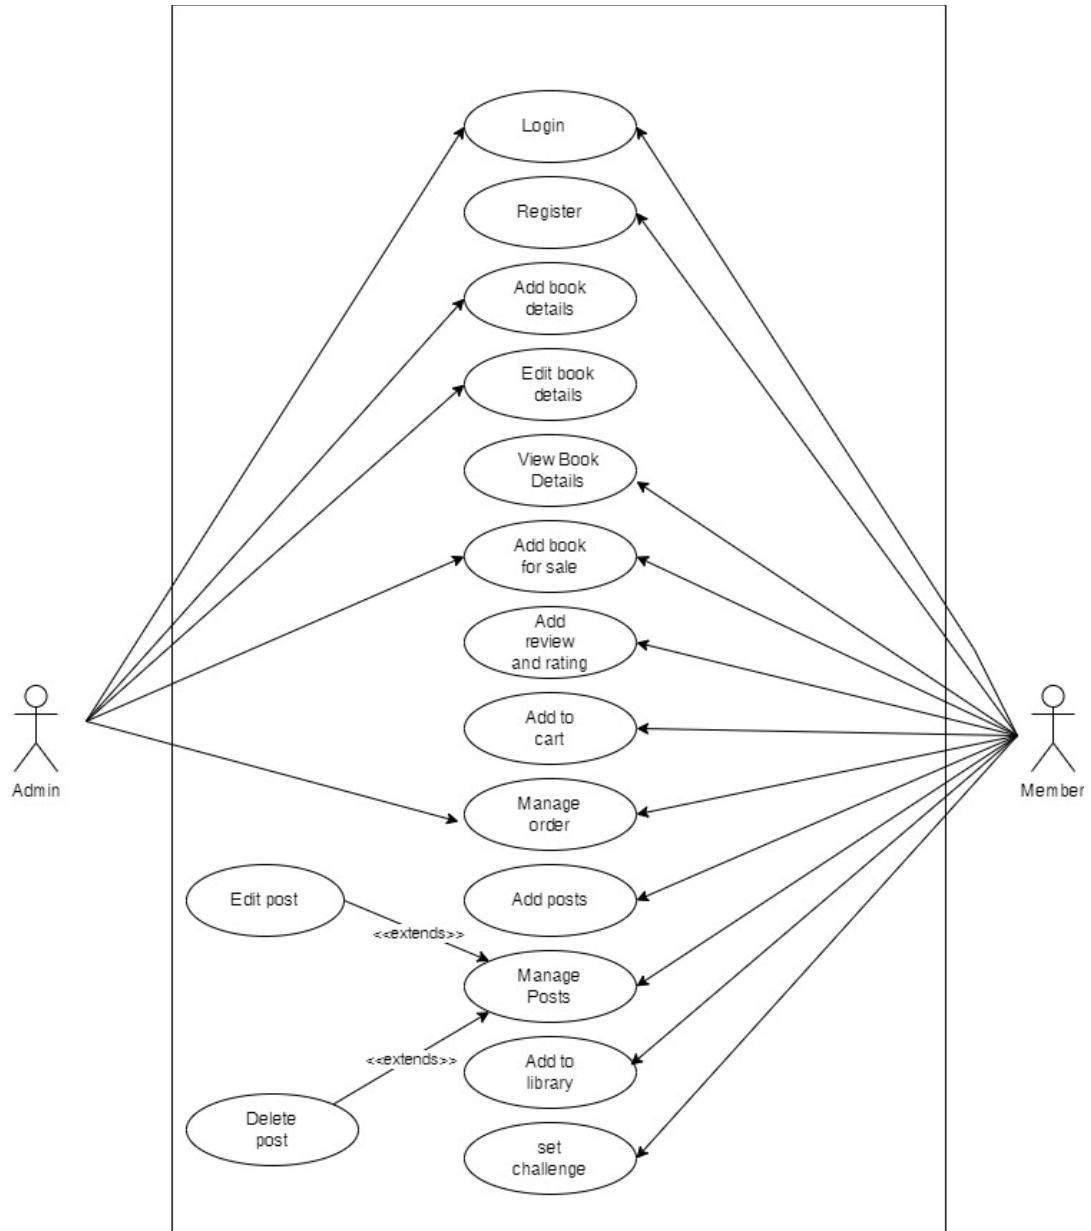 Login
Register
Add book
details
Edit book
details
View Book
Details
Add book
for sale
Add
review
and rating
Add to
cart
Admin
Member
Manage
order
Edit post
Add posts
<<extends>>
Manage
Posts
<<extends>>
Add to
library
Delete
post
set
challenge